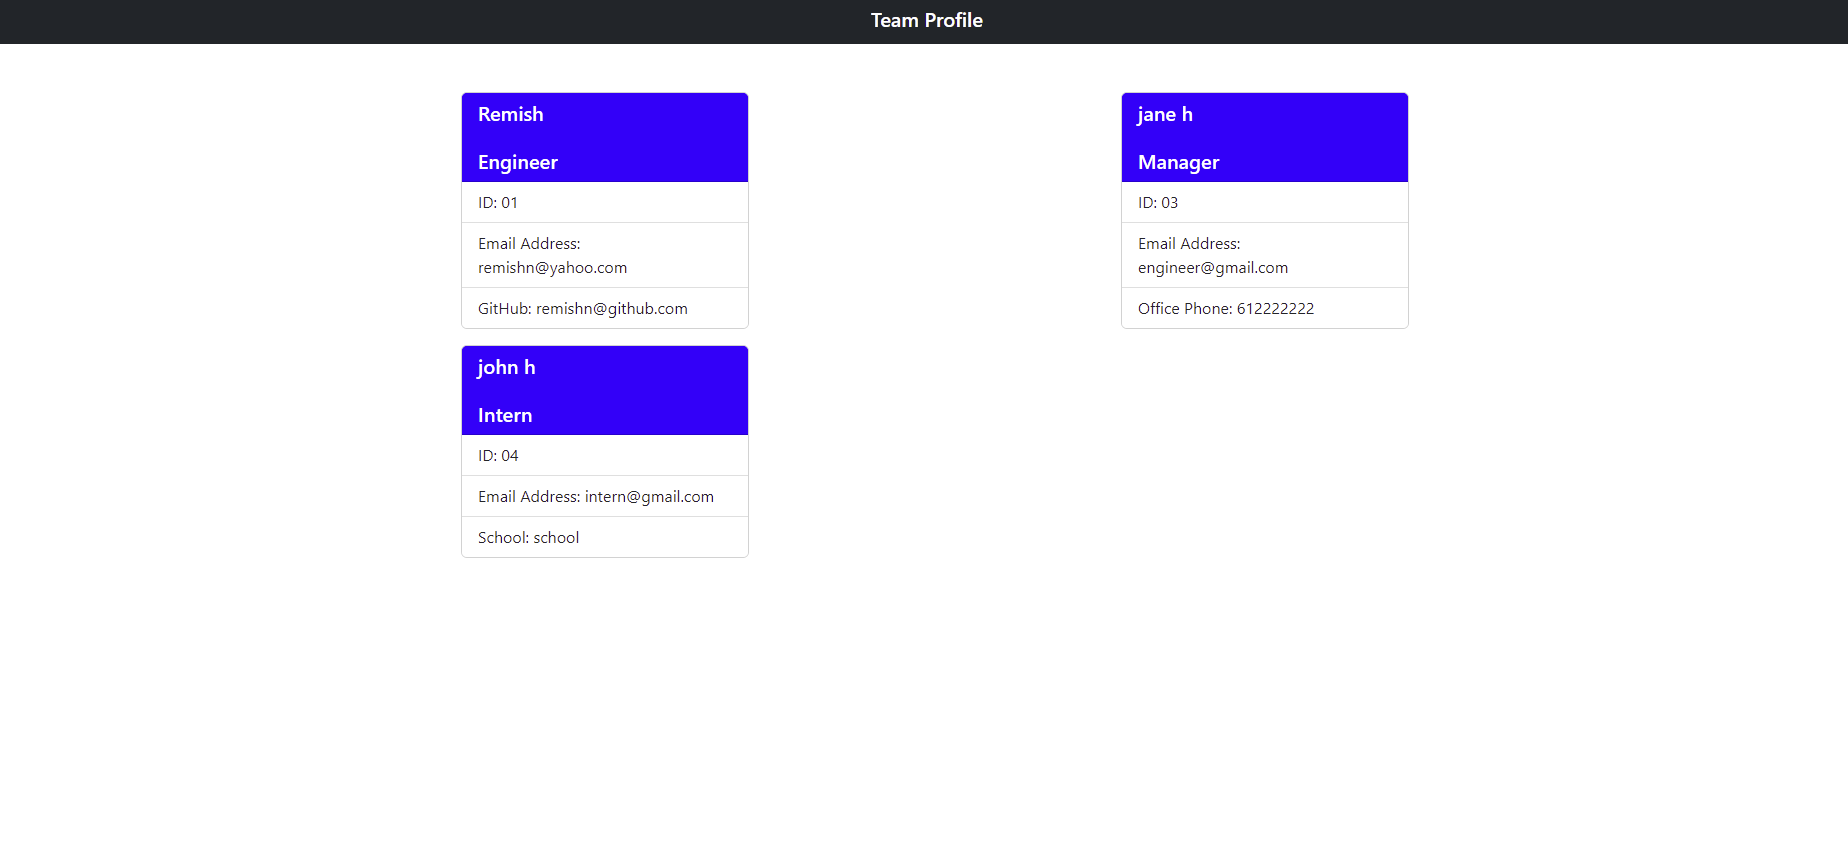 Team Profile
Remish
Engineer
ID: 01
Email Address:
remishn@yahoo.com
GitHub: remishn@github.com
jane h
Manager
ID: 03
Email Address:
engineer@gmail.com
Office Phone: 612222222
john h
Intern
ID: 04
Email Address: intern@gmail.com
School: school